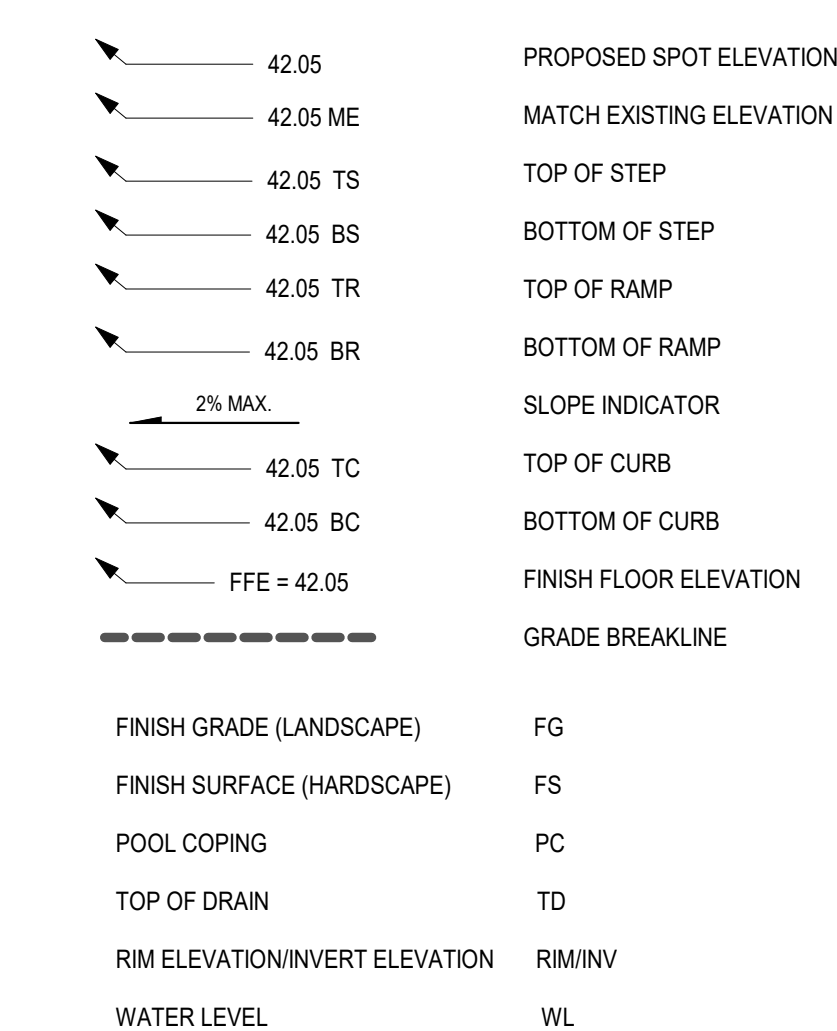 42.05 PROPOSED SPOT ELEVATION
42.05 ME MATCH EXISTING ELEVATION
42.05 TS TOP OF STEP
42.05 BS BOTTOM OF STEP
42.05 TR TOP OF RAMP
42.05 BR BOTTOM OF RAMP
2% MAX. SLOPE INDICATOR
42.05 TC TOP OF CURB
42.05 BC BOTTOM OF CURB
FFE = 42.05 FINISH FLOOR ELEVATION
GRADE BREAKLINE
FINISH GRADE (LANDSCAPE) FG
FINISH SURFACE (HARDSCAPE) FS
POOL COPING PC
TOP OF DRAIN TD
RIM ELEVATION/INVERT ELEVATION RIM/INV
WATER LEVEL WL